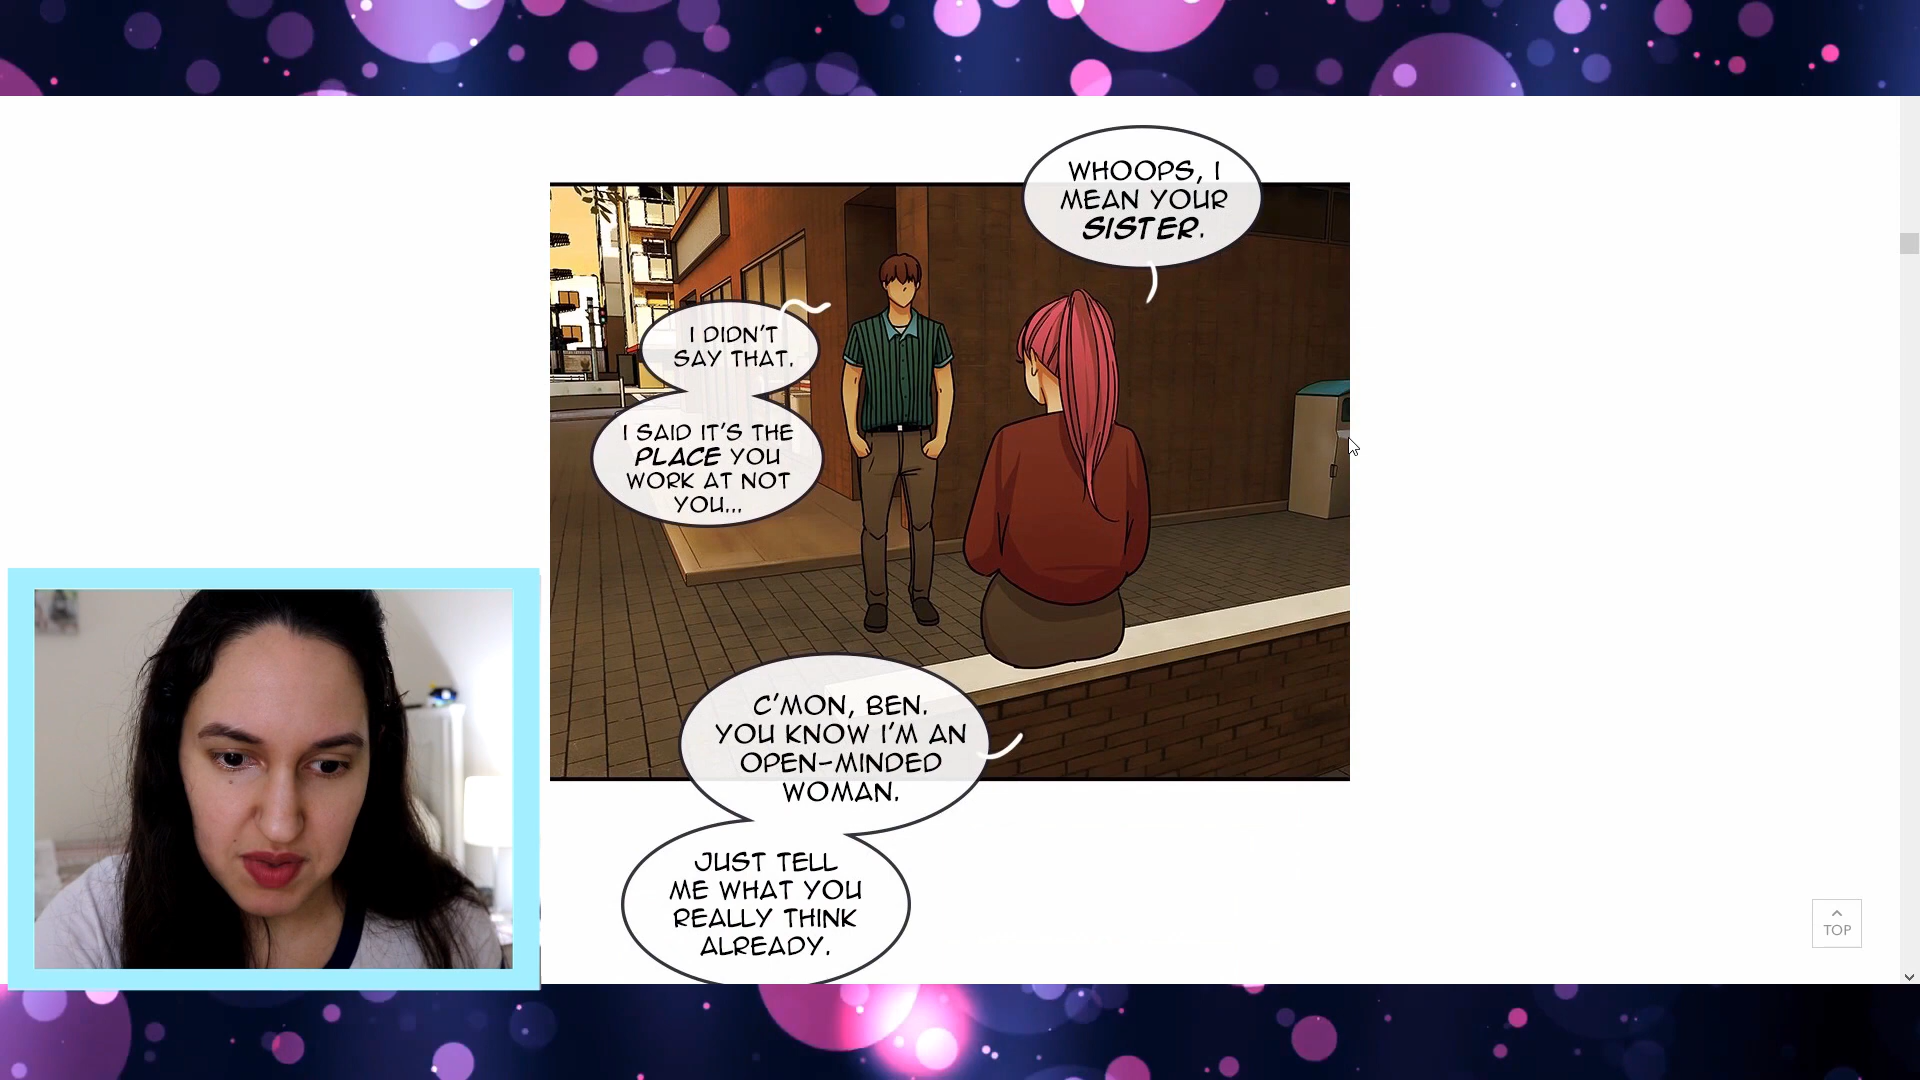 WHOOPS, I
MEAN YOUR
SISTER.
I DIDN'T
SAY THAT.
I SAID IT'S THE
PLACE YOU
WORK AT NOT
YOU...
C'MON, BEN.
YOU KNOW I'M AN
OPEN-MINDED
WOMAN.
JUST TELL
ME WHAT YOU
REALLY THINK
ALREADY.
TOP